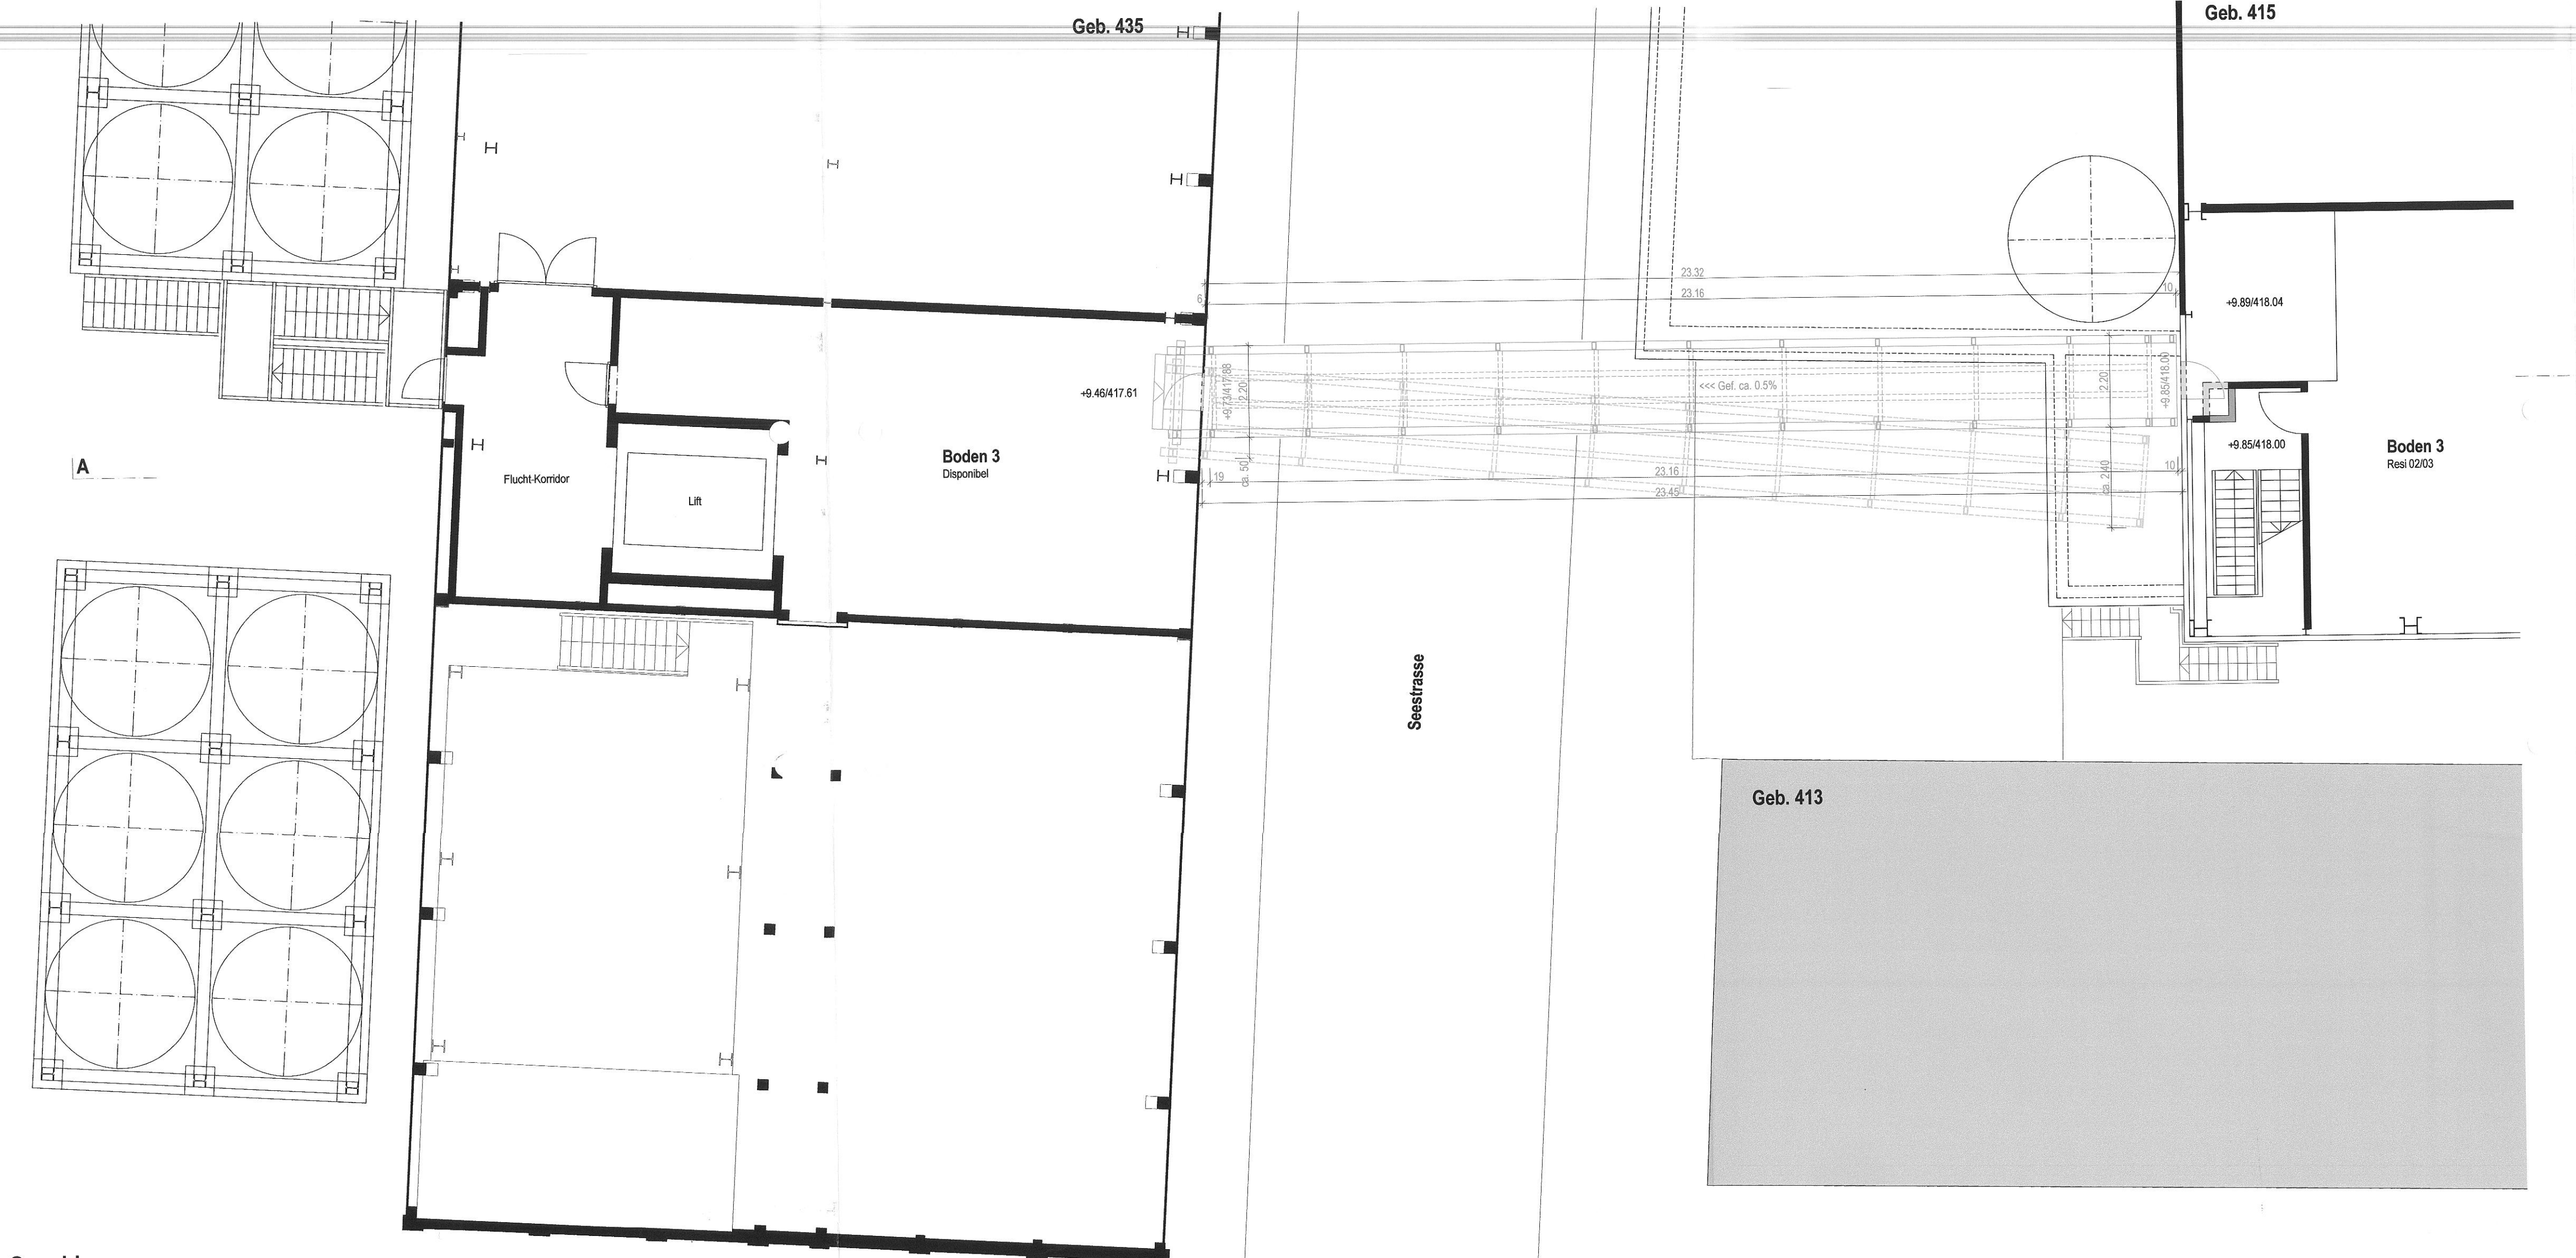 Geb. 435
Geb. 415
23.32
23.16
6
10
+9.89/418.04
+9.46/417.61
+9.73/417.88
2.20
<<< Gef. ca. 0.5%
2.20
+9.85/418.00
+9.85/418.00
A
Flucht-Korridor
Lift
Boden 3
Disponibel
Boden 3
Resi 02/03
19
ca. 50
23.16
23.45
10
ca 2.40
Seestrasse
Geb. 413